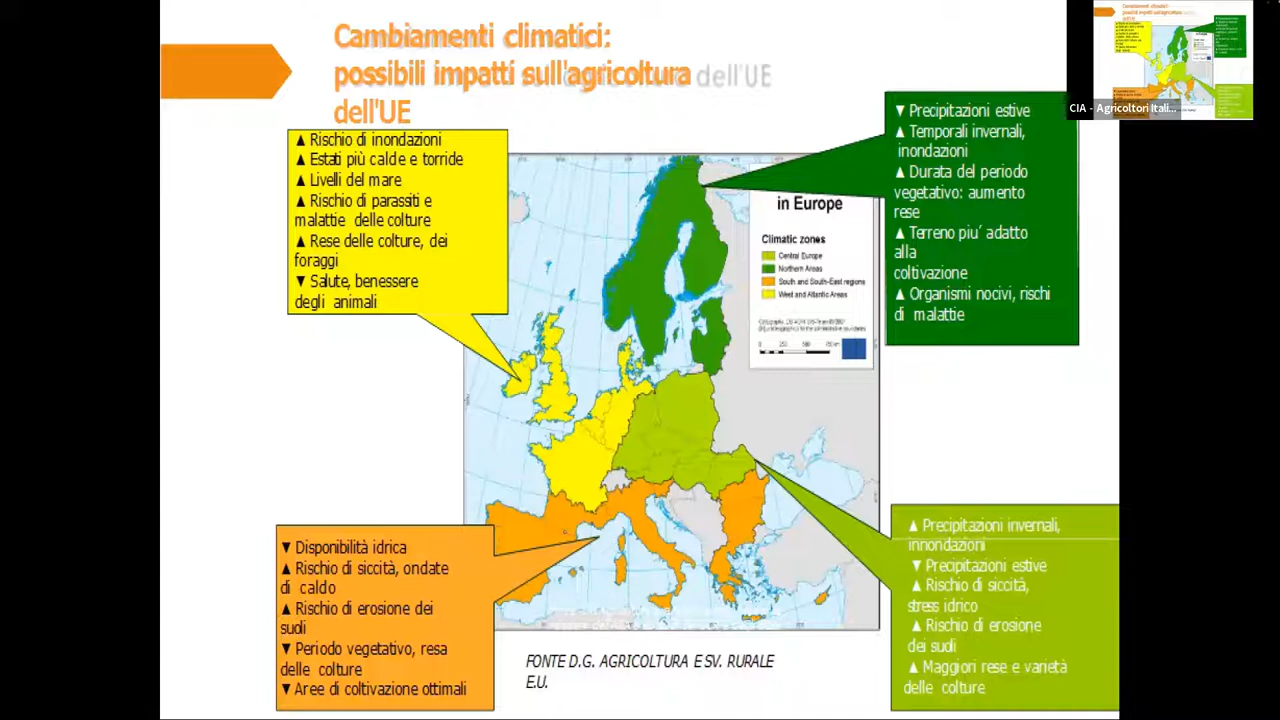 Cambiamenti climatici:
possibili impatti sull'agricoltura dell'UE
dell'UE
▲ Rischio di inondazioni
▲ Estati più calde e torride
▲ Livelli del mare
▲ Rischio di parassiti e
malattie delle colture
▲ Rese delle colture, dei
foraggi
▼ Salute, benessere
degli animali
▼ Precipitazioni estive
▲ Temporali invernali,
inondazioni
▲ Durata del periodo
vegetativo: aumento
rese
▲ Terreno piu' adatto
alla
coltivazione
▲ Organismi nocivi, rischi
di malattie
CIA - Agricoltori Itali...
in Europe
Climatic zones
Central Europe
Northern Areas
South and South-East regions
West and Atlantic Areas
▼ Disponibilità idrica
▲ Rischio di siccità, ondate
di caldo
▲ Rischio di erosione dei
suoli
▼ Periodo vegetativo, resa
delle colture
▼ Aree di coltivazione ottimali
▲ Precipitazioni invernali,
innondazioni
▼ Precipitazioni estive
▲ Rischio di siccità,
stress idrico
▲ Rischio di erosione
dei suoli
▲ Maggiori rese e varietà
delle colture
FONTE D.G. AGRICOLTURA E SV. RURALE
E.U.